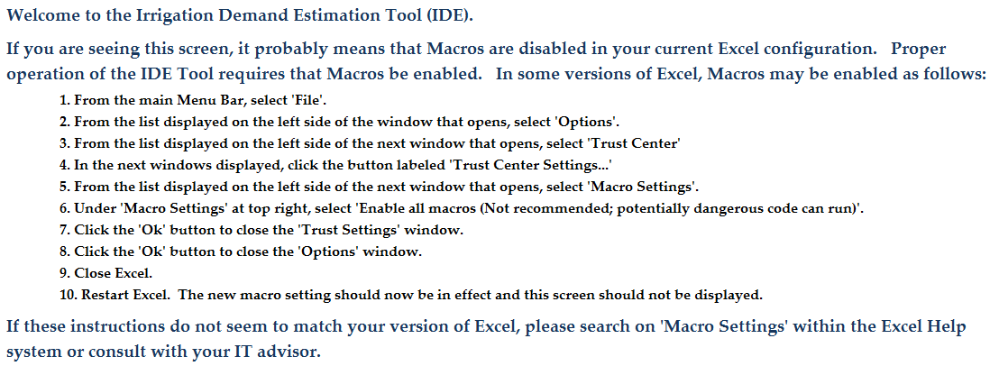 Welcome to the Irrigation Demand Estimation Tool (IDE).
If you are seeing this screen, it probably means that Macros are disabled in your current Excel configuration.   Proper
operation of the IDE Tool requires that Macros be enabled.   In some versions of Excel, Macros may be enabled as follows:
1. From the main Menu Bar, select 'File'.
2. From the list displayed on the left side of the window that opens, select 'Options'.
3. From the list displayed on the left side of the next window that opens, select 'Trust Center'
4. In the next windows displayed, click the button labeled 'Trust Center Settings...'
5. From the list displayed on the left side of the next window that opens, select 'Macro Settings'.
6. Under 'Macro Settings' at top right, select 'Enable all macros (Not recommended; potentially dangerous code can run)'.
7. Click the 'Ok' button to close the 'Trust Settings' window.
8. Click the 'Ok' button to close the 'Options' window.
9. Close Excel.
10. Restart Excel.  The new macro setting should now be in effect and this screen should not be displayed.
If these instructions do not seem to match your version of Excel, please search on 'Macro Settings' within the Excel Help
system or consult with your IT advisor.